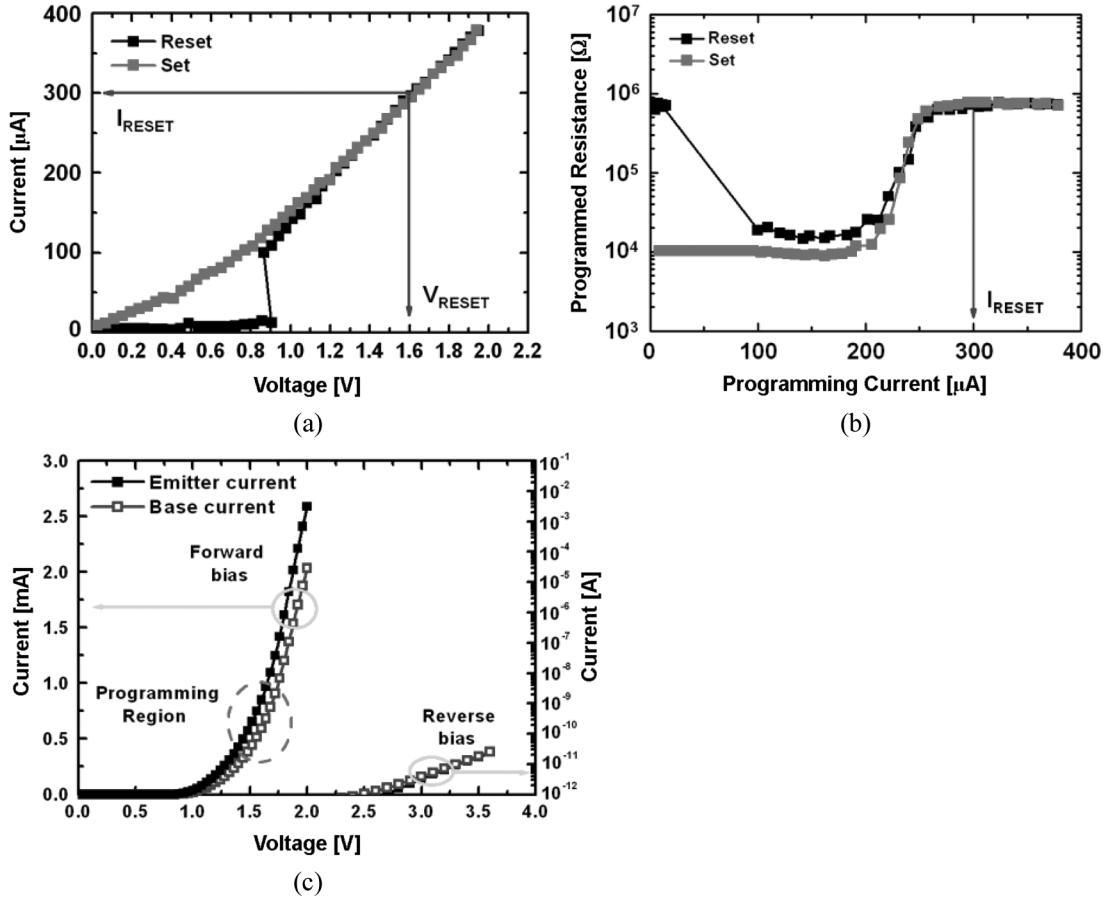 Reset
Set
I_RESET
V_RESET
Current [μA]
400
300
200
100
0
0.0 0.2 0.4 0.6 0.8 1.0 1.2 1.4 1.6 1.8 2.0 2.2
Voltage [V]
(a)
Reset
Set
I_RESET
Programmed Resistance [Ω]
10^7
10^6
10^5
10^4
10^3
0 100 200 300 400
Programming Current [μA]
(b)
Emitter current
Base current
Forward
bias
Programming
Region
Reverse
bias
Current [mA]
3.0
2.5
2.0
1.5
1.0
0.5
0.0
0.0 0.5 1.0 1.5 2.0 2.5 3.0 3.5 4.0
Voltage [V]
Current [A]
10^-1
10^-2
10^-3
10^-4
10^-5
10^-6
10^-7
10^-8
10^-9
10^-10
10^-11
10^-12
(c)